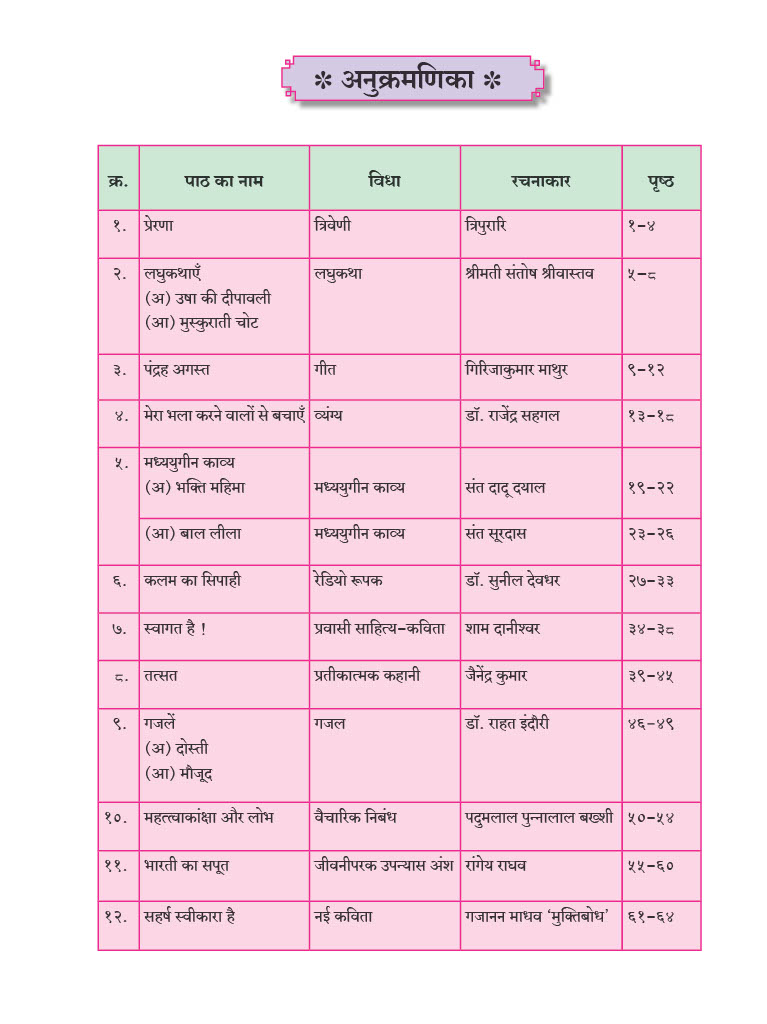 * अनुक्रमणिका *
क्र. पाठ का नाम विधा रचनाकार पृष्ठ
१. प्रेरणा त्रिवेणी त्रिपुरारि १-४
२. लघुकथाएँ लघुकथा श्रीमती संतोष श्रीवास्तव ५-८
(अ) उषा की दीपावली
(आ) मुस्कुराती चोट
३. पंद्रह अगस्त गीत गिरिजाकुमार माथुर ९-१२
४. मेरा भला करने वालों से बचाएँ व्यंग्य डॉ. राजेंद्र सहगल १३-१८
५. मध्ययुगीन काव्य
(अ) भक्ति महिमा मध्ययुगीन काव्य संत दादू दयाल १९-२२
(आ) बाल लीला मध्ययुगीन काव्य संत सूरदास २३-२६
६. कलम का सिपाही रेडियो रूपक डॉ. सुनील देवधर २७-३३
७. स्वागत है ! प्रवासी साहित्य-कविता शाम दानीश्वर ३४-३८
८. तत्सत प्रतीकात्मक कहानी जैनेंद्र कुमार ३९-४५
९. गजलें गजल डॉ. राहत इंदौरी ४६-४९
(अ) दोस्ती
(आ) मौजूद
१०. महत्त्वाकांक्षा और लोभ वैचारिक निबंध पदुमलाल पुन्नालाल बख्शी ५०-५४
११. भारती का सपूत जीवनीपरक उपन्यास अंश रांगेय राघव ५५-६०
१२. सहर्ष स्वीकारा है नई कविता गजानन माधव ‘मुक्तिबोध’ ६१-६४